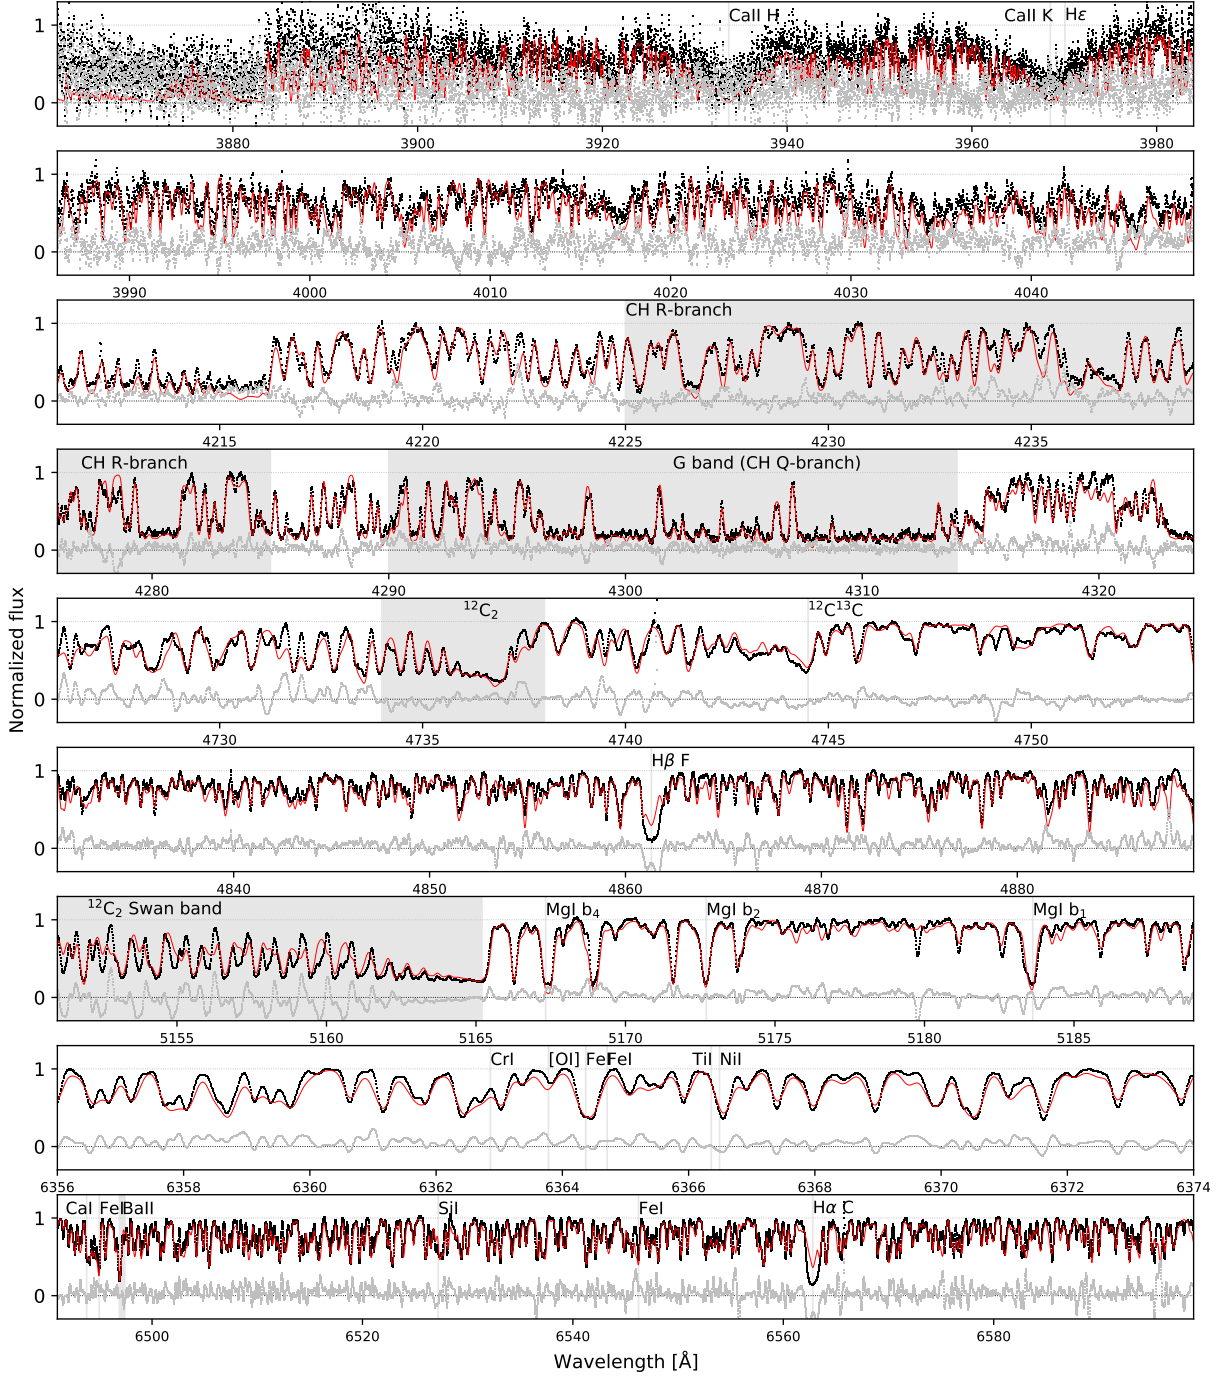 CaII H CaII K Hε
1
0
3880 3900 3920 3940 3960 3980
1
0
3990 4000 4010 4020 4030 4040
CH R-branch
1
0
4215 4220 4225 4230 4235
CH R-branch G band (CH Q-branch)
1
0
4280 4290 4300 4310 4320
¹²C₂ ¹²C¹³C
1
0
4730 4735 4740 4745 4750
Hβ F
1
0
4840 4850 4860 4870 4880
¹²C₂ Swan band MgI b₄ MgI b₂ MgI b₁
1
0
5155 5160 5165 5170 5175 5180 5185
CrI [OI] FeI FeI TiI NiI
1
0
6356 6358 6360 6362 6364 6366 6368 6370 6372 6374
CaI FeI BaII SiI FeI Hα C
1
0
6500 6520 6540 6560 6580
Wavelength [Å]
Normalized flux